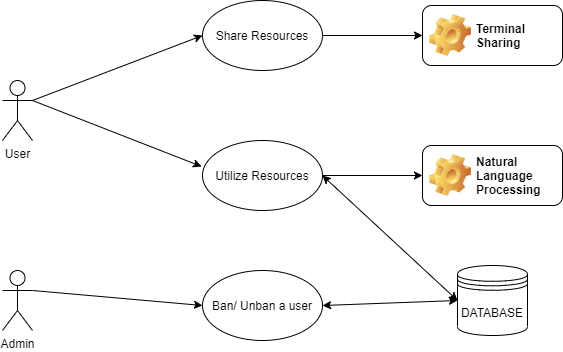 Share Resources
Terminal
Sharing
User
Utilize Resources
Natural
Language
Processing
Admin
Ban/ Unban a user
DATABASE